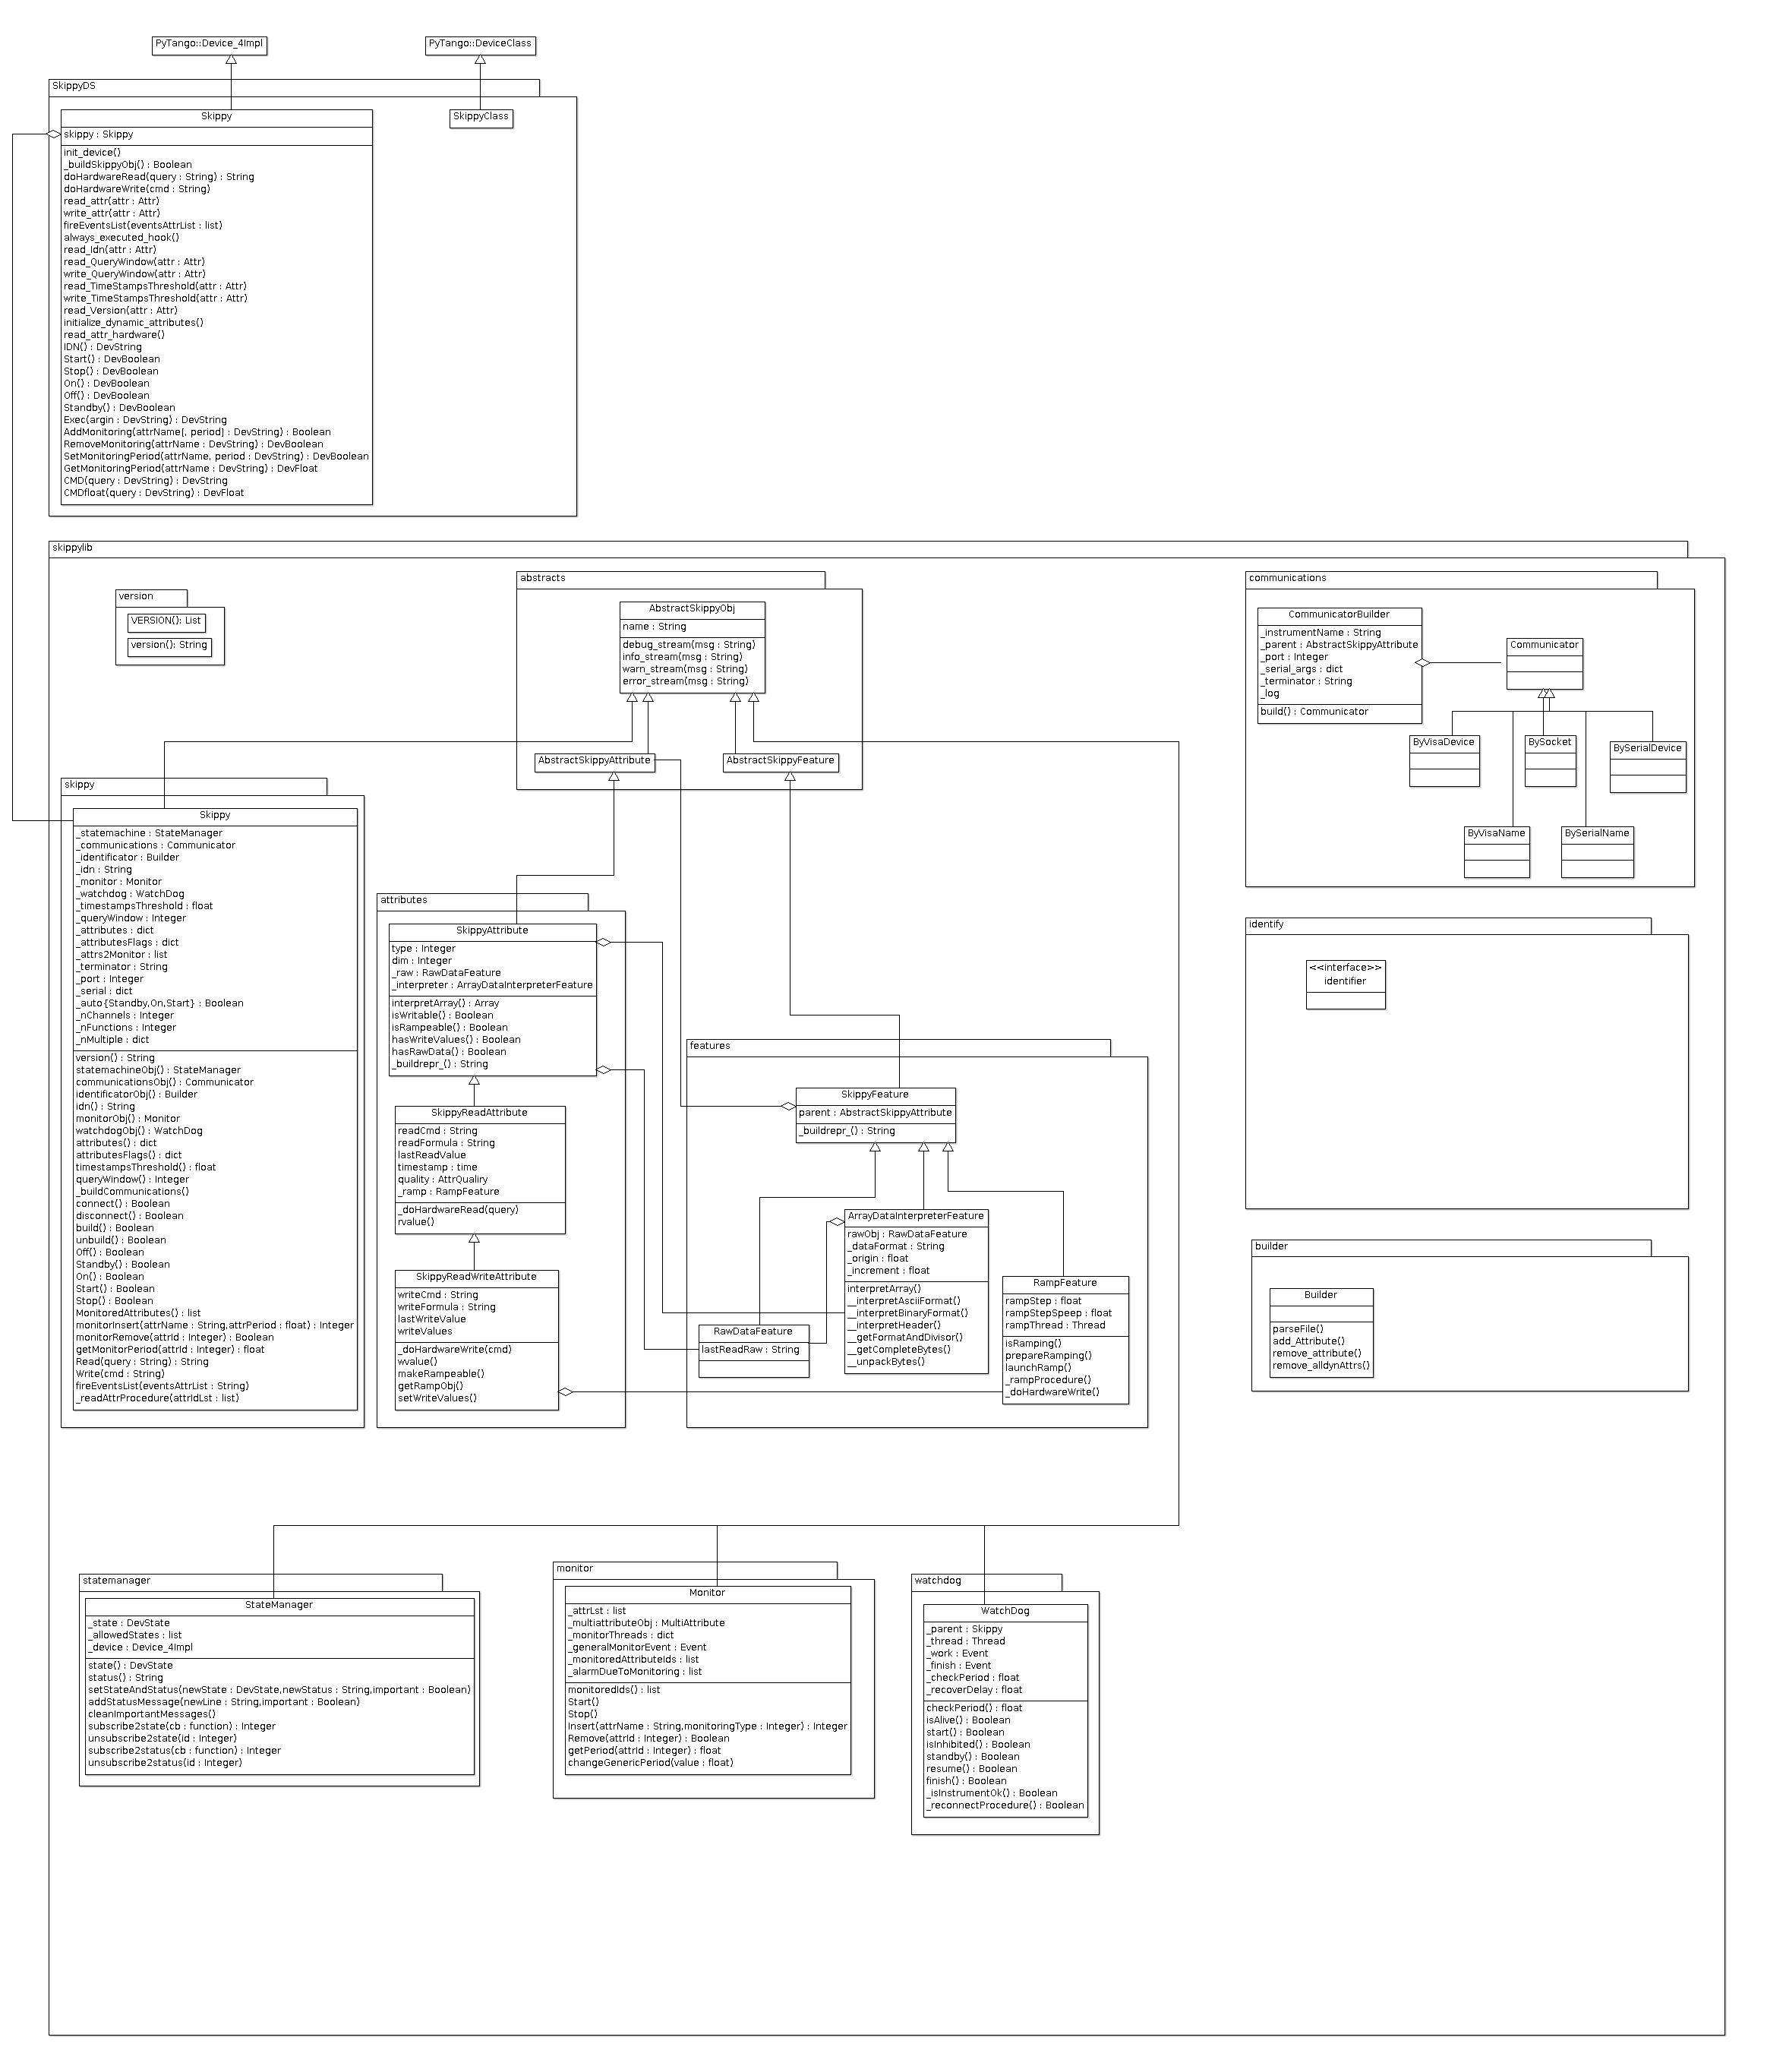 PyTango::Device_4Impl
PyTango::DeviceClass
SkippyDS
Skippy
skippy : Skippy
init_device()
_buildSkippyObj() : Boolean
doHardwareRead(query : String) : String
doHardwareWrite(cmd : String)
read_attr(attr : Attr)
write_attr(attr : Attr)
fireEventsList(eventsAttrList : list)
always_executed_hook()
read_Idn(attr : Attr)
read_QueryWindow(attr : Attr)
write_QueryWindow(attr : Attr)
read_TimeStampsThreshold(attr : Attr)
write_TimeStampsThreshold(attr : Attr)
read_Version(attr : Attr)
initialize_dynamic_attributes()
read_attr_hardware()
IDN() : DevString
Start() : DevBoolean
Stop() : DevBoolean
On() : DevBoolean
Off() : DevBoolean
Standby() : DevBoolean
Exec(argin : DevString) : DevString
AddMonitoring(attrName[, period] : DevString) : Boolean
RemoveMonitoring(attrName : DevString) : DevBoolean
SetMonitoringPeriod(attrName, period : DevString) : DevBoolean
GetMonitoringPeriod(attrName : DevString) : DevFloat
CMD(query : DevString) : DevString
CMDfloat(query : DevString) : DevFloat
SkippyClass
skippylib
version
VERSION(): List
version(): String
abstracts
AbstractSkippyObj
name : String
debug_stream(msg : String)
info_stream(msg : String)
warn_stream(msg : String)
error_stream(msg : String)
AbstractSkippyAttribute
AbstractSkippyFeature
communications
CommunicatorBuilder
_instrumentName : String
_parent : AbstractSkippyAttribute
_port : Integer
_serial_args : dict
_terminator : String
_log
build() : Communicator
Communicator
ByVisaDevice
BySocket
BySerialDevice
ByVisaName
BySerialName
skippy
Skippy
_statemachine : StateManager
_communications : Communicator
_identificator : Builder
_idn : String
_monitor : Monitor
_watchdog : WatchDog
_timestampsThreshold : float
_queryWindow : Integer
_attributes : dict
_attributesFlags : dict
_attrs2Monitor : list
_terminator : String
_port : Integer
_serial : dict
_auto{Standby,On,Start} : Boolean
_nChannels : Integer
_nFunctions : Integer
_nMultiple : dict
version() : String
statemachineObj() : StateManager
communicationsObj() : Communicator
identificatorObj() : Builder
idn() : String
monitorObj() : Monitor
watchdogObj() : WatchDog
attributes() : dict
attributesFlags() : dict
timestampsThreshold() : float
queryWindow() : Integer
_buildCommunications()
connect() : Boolean
disconnect() : Boolean
build() : Boolean
unbuild() : Boolean
Off() : Boolean
Standby() : Boolean
On() : Boolean
Start() : Boolean
Stop() : Boolean
MonitoredAttributes() : list
monitorInsert(attrName : String,attrPeriod : float) : Integer
monitorRemove(attrId : Integer) : Boolean
getMonitorPeriod(attrId : Integer) : float
Read(query : String) : String
Write(cmd : String)
fireEventsList(eventsAttrList : String)
_readAttrProcedure(attrIdLst : list)
attributes
SkippyAttribute
type : Integer
dim : Integer
_raw : RawDataFeature
_interpreter : ArrayDataInterpreterFeature
interpretArray() : Array
isWritable() : Boolean
isRampeable() : Boolean
hasWriteValues() : Boolean
hasRawData() : Boolean
_buildrepr_() : String
SkippyReadAttribute
readCmd : String
readFormula : String
lastReadValue
timestamp : time
quality : AttrQualiry
_ramp : RampFeature
_doHardwareRead(query)
rvalue()
SkippyReadWriteAttribute
writeCmd : String
writeFormula : String
lastWriteValue
writeValues
_doHardwareWrite(cmd)
wvalue()
makeRampeable()
getRampObj()
setWriteValues()
features
SkippyFeature
parent : AbstractSkippyAttribute
_buildrepr_() : String
ArrayDataInterpreterFeature
rawObj : RawDataFeature
_dataFormat : String
_origin : float
_increment : float
interpretArray()
__interpretAsciiFormat()
__interpretBinaryFormat()
__interpretHeader()
__getFormatAndDivisor()
__getCompleteBytes()
__unpackBytes()
RawDataFeature
lastReadRaw : String
RampFeature
rampStep : float
rampStepSpeep : float
rampThread : Thread
isRamping()
prepareRamping()
launchRamp()
_rampProcedure()
_doHardwareWrite()
identify
<<interface>>
identifier
builder
Builder
parseFile()
add_Attribute()
remove_attribute()
remove_alldynAttrs()
statemanager
StateManager
_state : DevState
_allowedStates : list
_device : Device_4Impl
state() : DevState
status() : String
setStateAndStatus(newState : DevState,newStatus : String,important : Boolean)
addStatusMessage(newLine : String,important : Boolean)
cleanImportantMessages()
subscribe2state(cb : function) : Integer
unsubscribe2state(id : Integer)
subscribe2status(cb : function) : Integer
unsubscribe2status(id : Integer)
monitor
Monitor
_attrLst : list
_multiattributeObj : MultiAttribute
_monitorThreads : dict
_generalMonitorEvent : Event
_monitoredAttributeIds : list
_alarmDueToMonitoring : list
monitoredIds() : list
Start()
Stop()
Insert(attrName : String,monitoringType : Integer) : Integer
Remove(attrId : Integer) : Boolean
getPeriod(attrId : Integer) : float
changeGenericPeriod(value : float)
watchdog
WatchDog
_parent : Skippy
_thread : Thread
_work : Event
_finish : Event
_checkPeriod : float
_recoverDelay : float
checkPeriod() : float
isAlive() : Boolean
start() : Boolean
isInhibited() : Boolean
standby() : Boolean
resume() : Boolean
finish() : Boolean
_isInstrumentOk() : Boolean
_reconnectProcedure() : Boolean